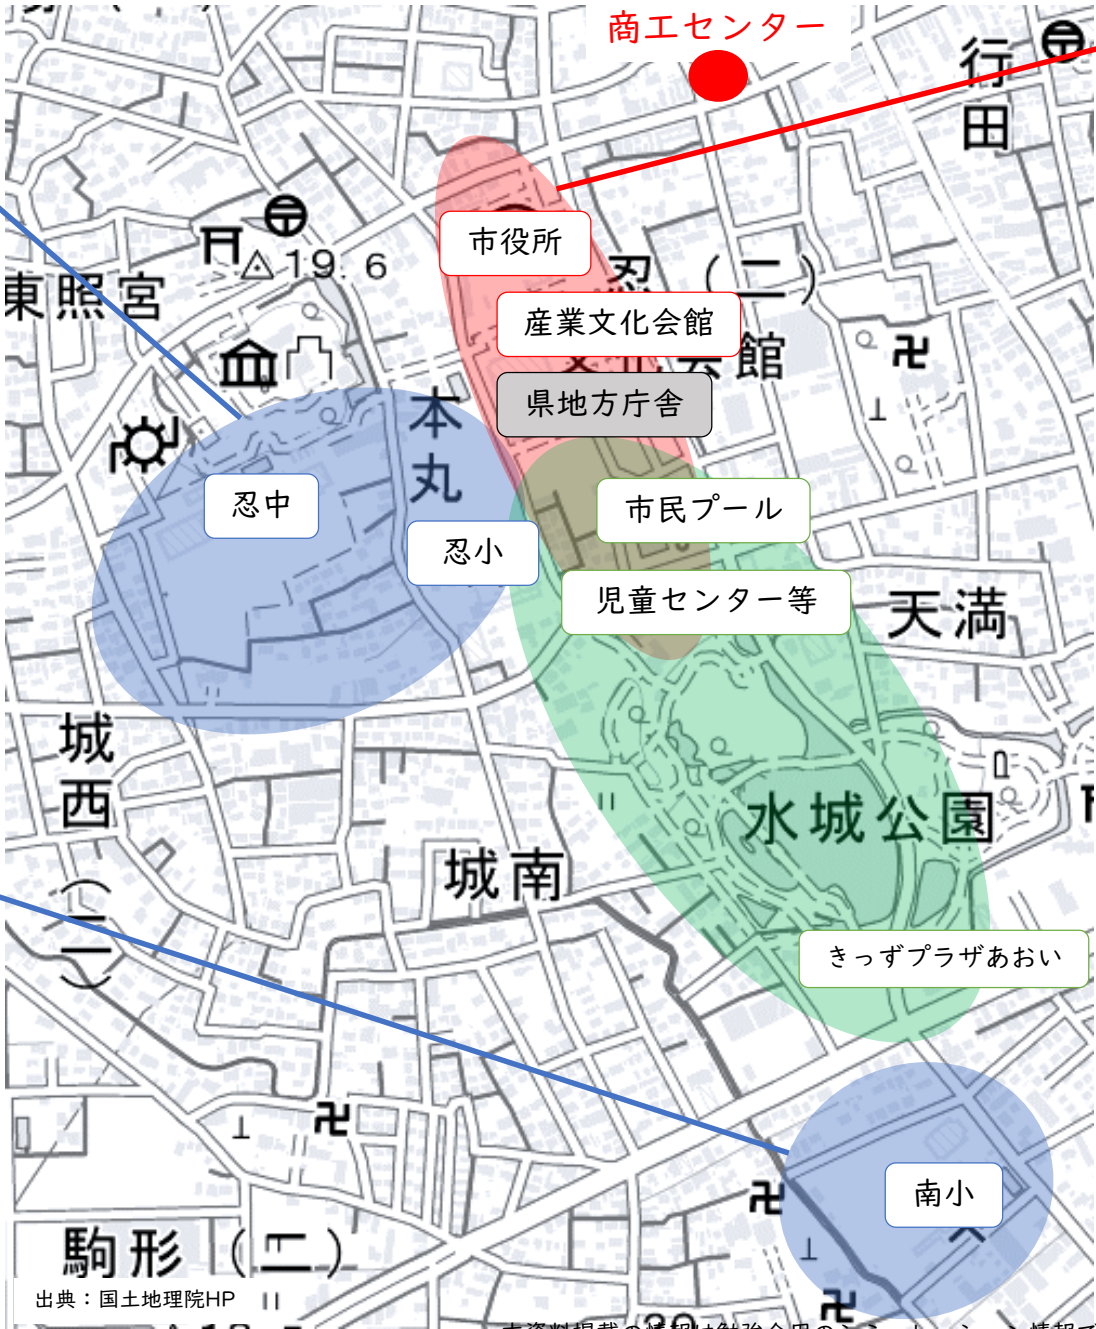 商工センター
行田
市役所
忍（二）
19.6
東照宮
産業文化会館
会館
県地方庁舎
本丸
忍中
市民プール
忍小
児童センター等
天満
城西（二）
水城公園
城南
きっずプラザあおい
南小
駒形（二）
出典：国土地理院HP